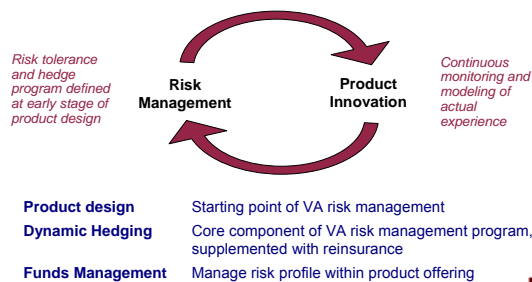 Risk tolerance
and hedge
program defined
at early stage of
product design
Risk
Management
Product
Innovation
Continuous
monitoring and
modeling of
actual
experience
Product design Starting point of VA risk management
Dynamic Hedging Core component of VA risk management program,
supplemented with reinsurance
Funds Management Manage risk profile within product offering